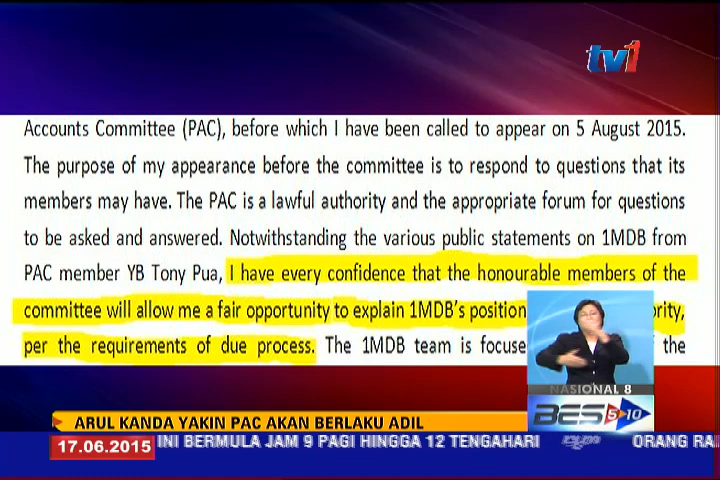 tv1
Accounts Committee (PAC), before which I have been called to appear on 5 August 2015.
The purpose of my appearance before the committee is to respond to questions that its
members may have. The PAC is a lawful authority and the appropriate forum for questions
to be asked and answered. Notwithstanding the various public statements on 1MDB from
PAC member YB Tony Pua, I have every confidence that the honourable members of the
committee will allow me a fair opportunity to explain 1MDB's position
per the requirements of due process. The 1MDB team is the
NASIONAL 8
BES 5-10
ARUL KANDA YAKIN PAC AKAN BERLAKU ADIL
17.06.2015 INI BERMULA JAM 9 PAGI HINGGA 12 TENGAHARI ORANG